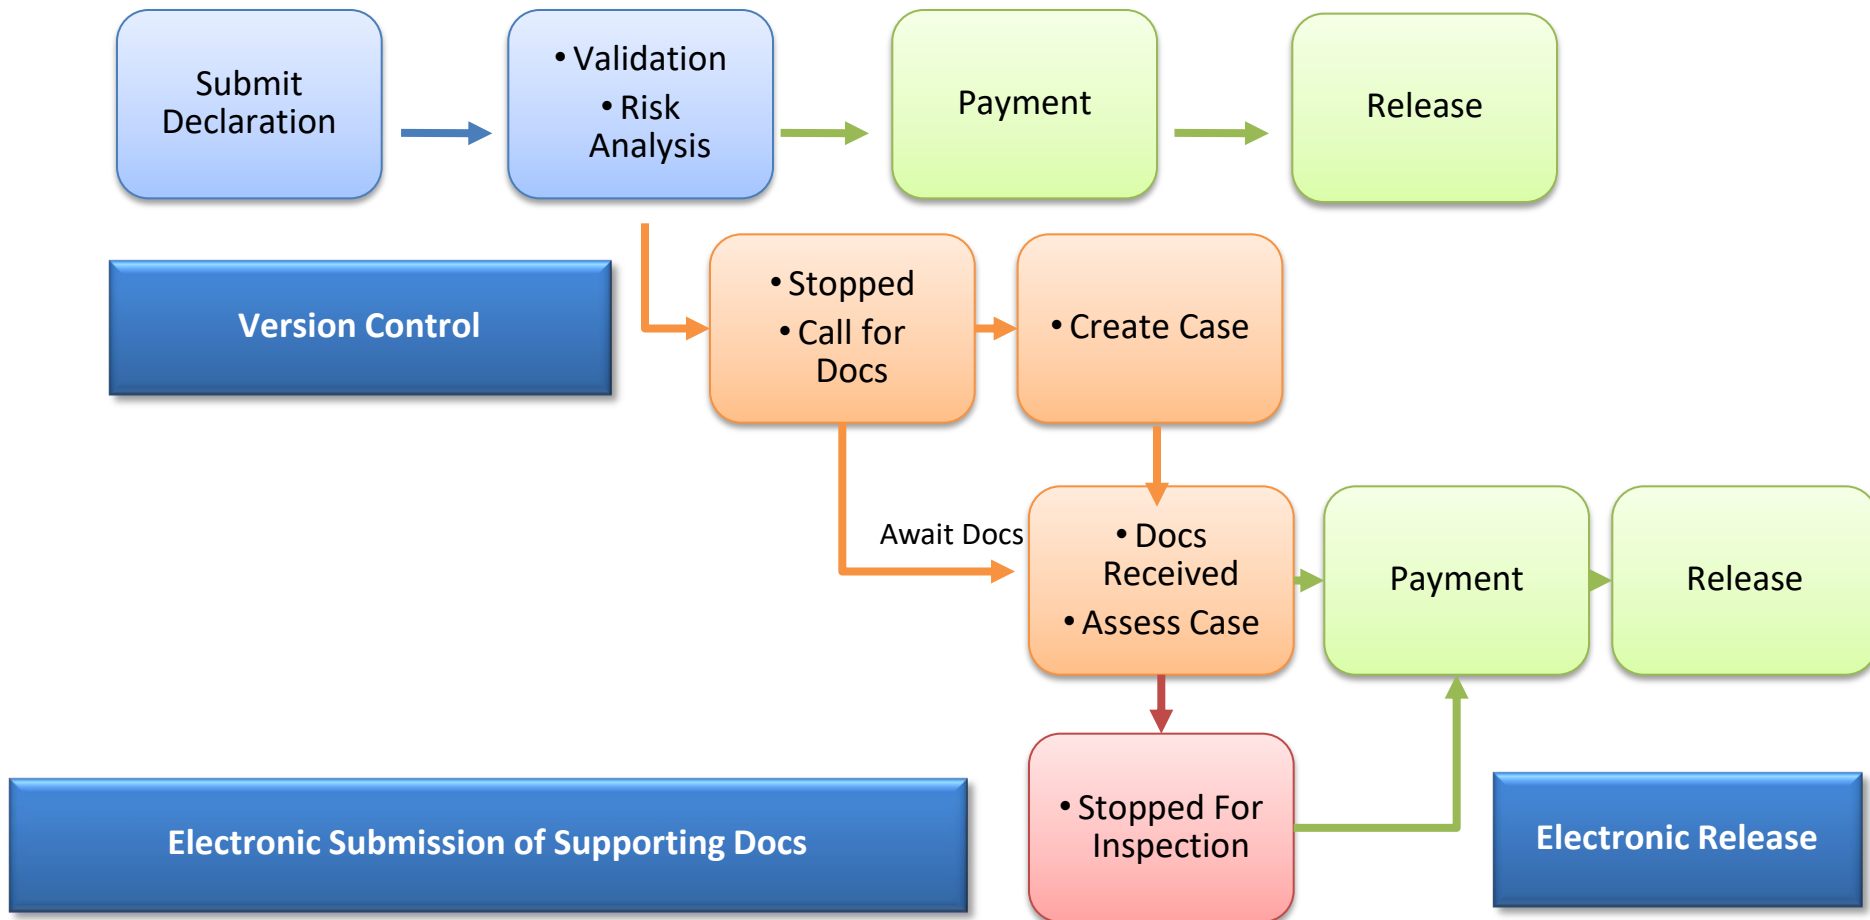 Submit
Declaration
• Validation
• Risk
Analysis
Payment
Release
Version Control
• Stopped
• Call for
Docs
• Create Case
Await Docs
• Docs
Received
• Assess Case
Payment
Release
Electronic Submission of Supporting Docs
• Stopped For
Inspection
Electronic Release